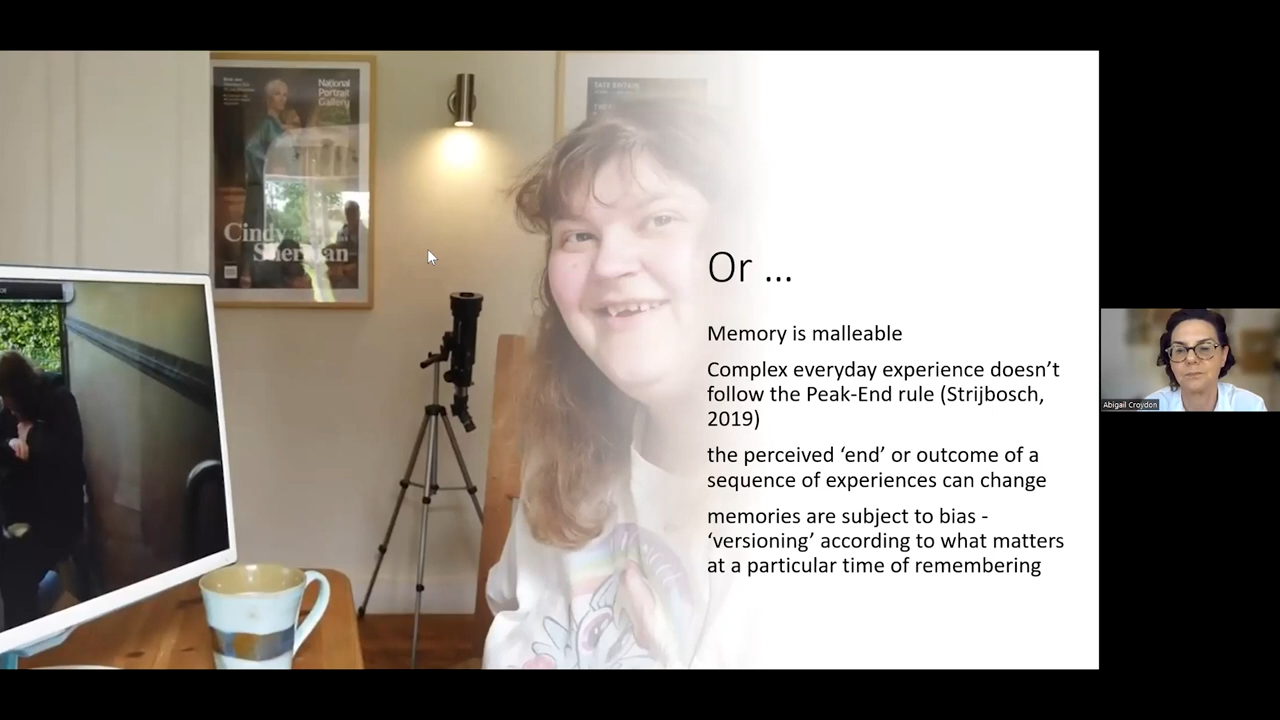 National
Portrait
Gallery
Cindy
Sherman
TATE BRITAIN
Or ...
Memory is malleable
Complex everyday experience doesn’t
follow the Peak-End rule (Strijbosch,
2019)
the perceived ‘end’ or outcome of a
sequence of experiences can change
memories are subject to bias -
‘versioning’ according to what matters
at a particular time of remembering
Abigail Croydon